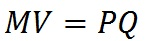 MV = PQ